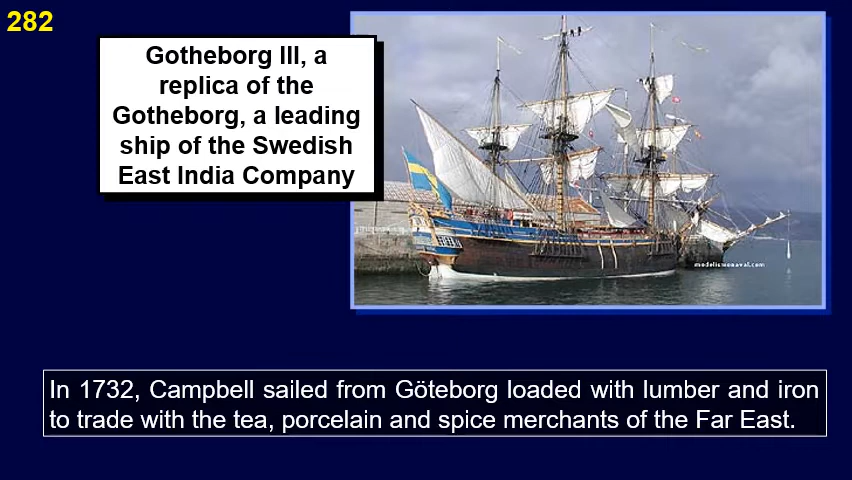 282
Gotheborg III, a
replica of the
Gotheborg, a leading
ship of the Swedish
East India Company
modelismonaval.com
In 1732, Campbell sailed from Göteborg loaded with lumber and iron
to trade with the tea, porcelain and spice merchants of the Far East.